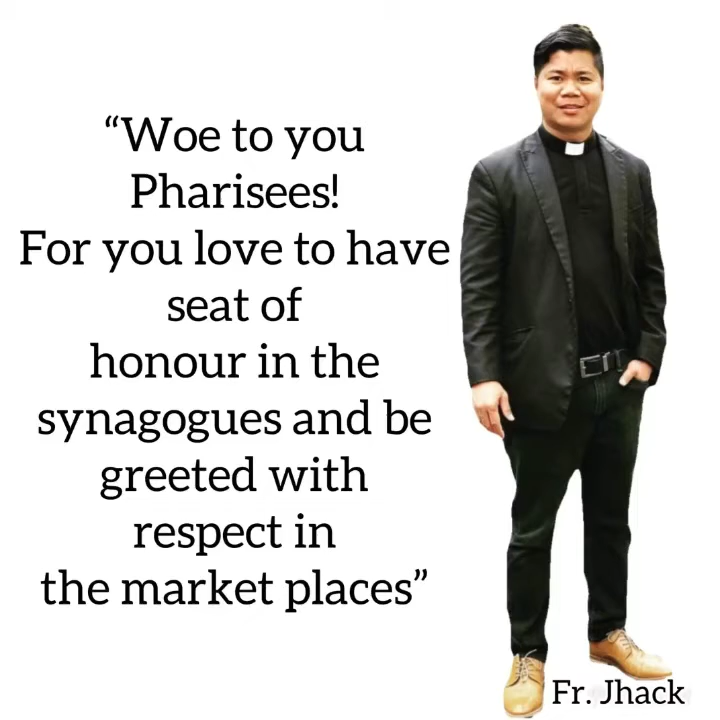 “Woe to you
Pharisees!
For you love to have
seat of
honour in the
synagogues and be
greeted with
respect in
the market places”
Fr. Jhack